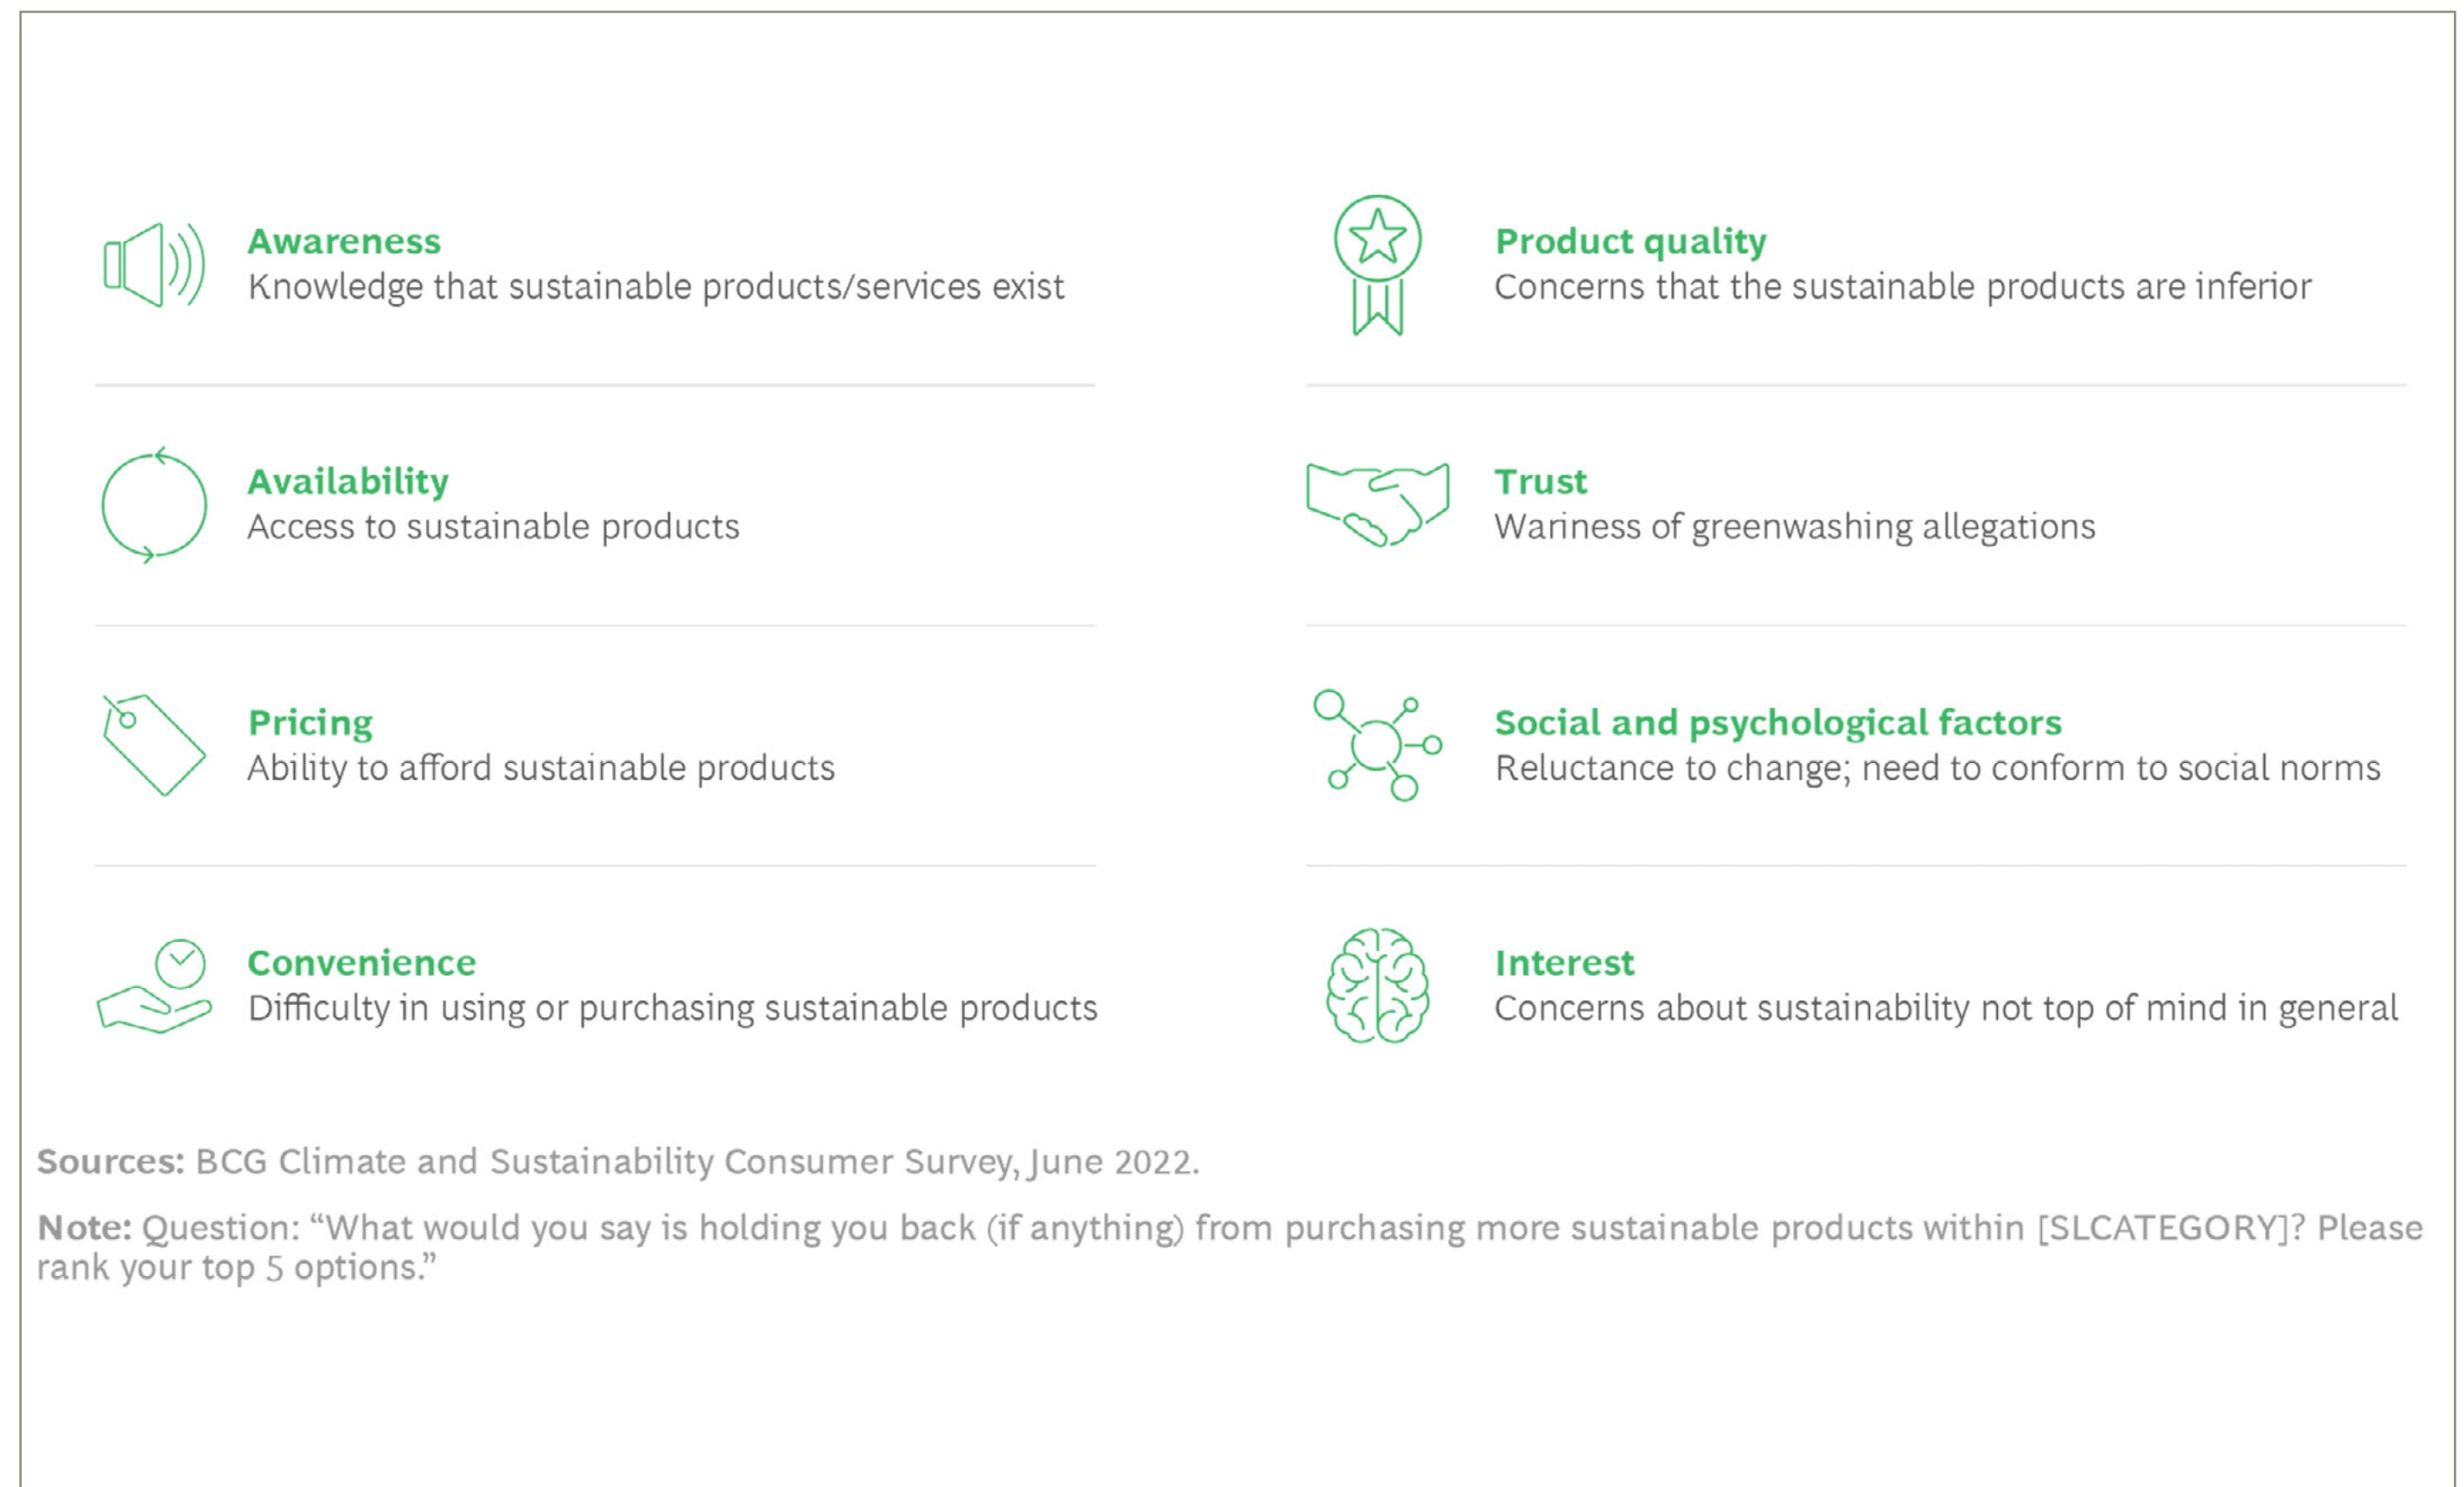 Awareness
Knowledge that sustainable products/services exist
Availability
Access to sustainable products
Pricing
Ability to afford sustainable products
Convenience
Difficulty in using or purchasing sustainable products
Product quality
Concerns that the sustainable products are inferior
Trust
Wariness of greenwashing allegations
Social and psychological factors
Reluctance to change; need to conform to social norms
Interest
Concerns about sustainability not top of mind in general
Sources: BCG Climate and Sustainability Consumer Survey, June 2022.
Note: Question: “What would you say is holding you back (if anything) from purchasing more sustainable products within [SLCATEGORY]? Please
rank your top 5 options.”